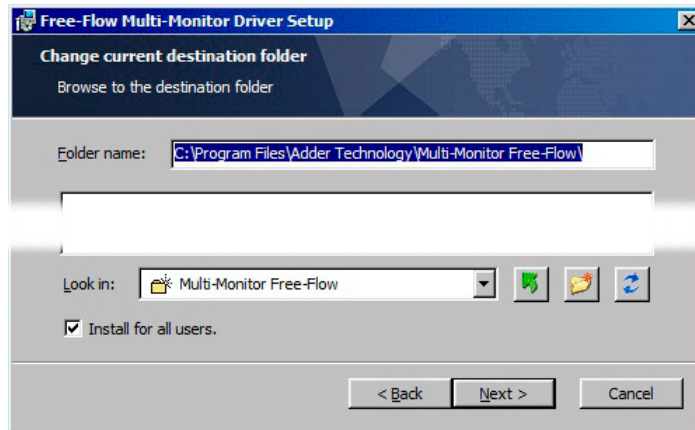 Free-Flow Multi-Monitor Driver Setup
Change current destination folder
Browse to the destination folder
Folder name: C:\Program Files\Adder Technology\Multi-Monitor Free-Flow\
Look in: Multi-Monitor Free-Flow
Install for all users.
< Back Next > Cancel